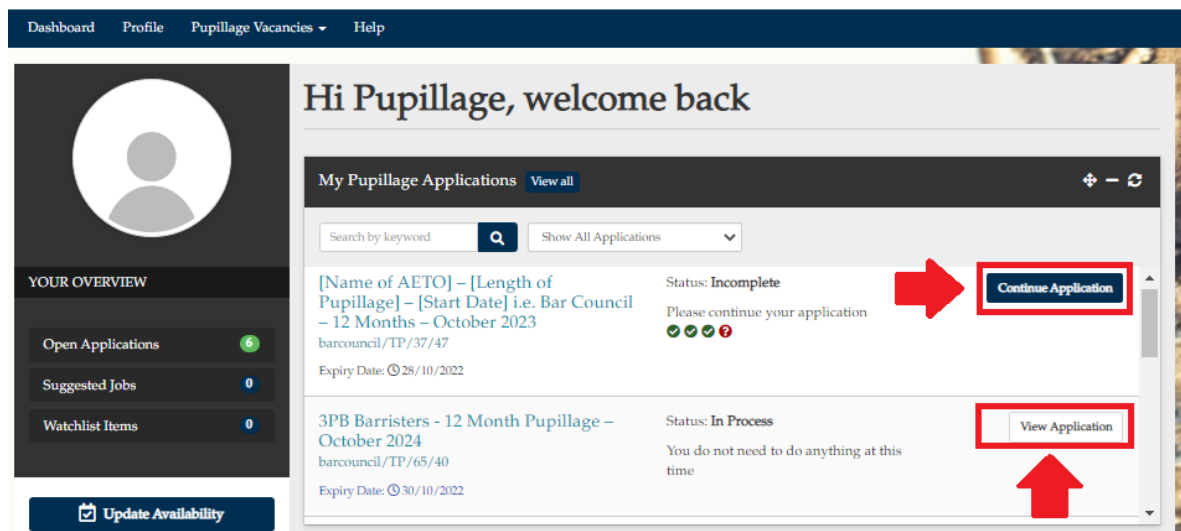 Dashboard Profile Pupillage Vacancies Help
Hi Pupillage, welcome back
My Pupillage Applications View all
Search by keyword Show All Applications
YOUR OVERVIEW
Open Applications 6
Suggested Jobs 0
Watchlist Items 0
Update Availability
[Name of AETO] – [Length of
Pupillage] – [Start Date] i.e. Bar Council
– 12 Months – October 2023
barcouncil/TP/37/47
Expiry Date: 28/10/2022
Status: Incomplete
Please continue your application
Continue Application
3PB Barristers - 12 Month Pupillage –
October 2024
barcouncil/TP/65/40
Expiry Date: 30/10/2022
Status: In Process
You do not need to do anything at this
time
View Application